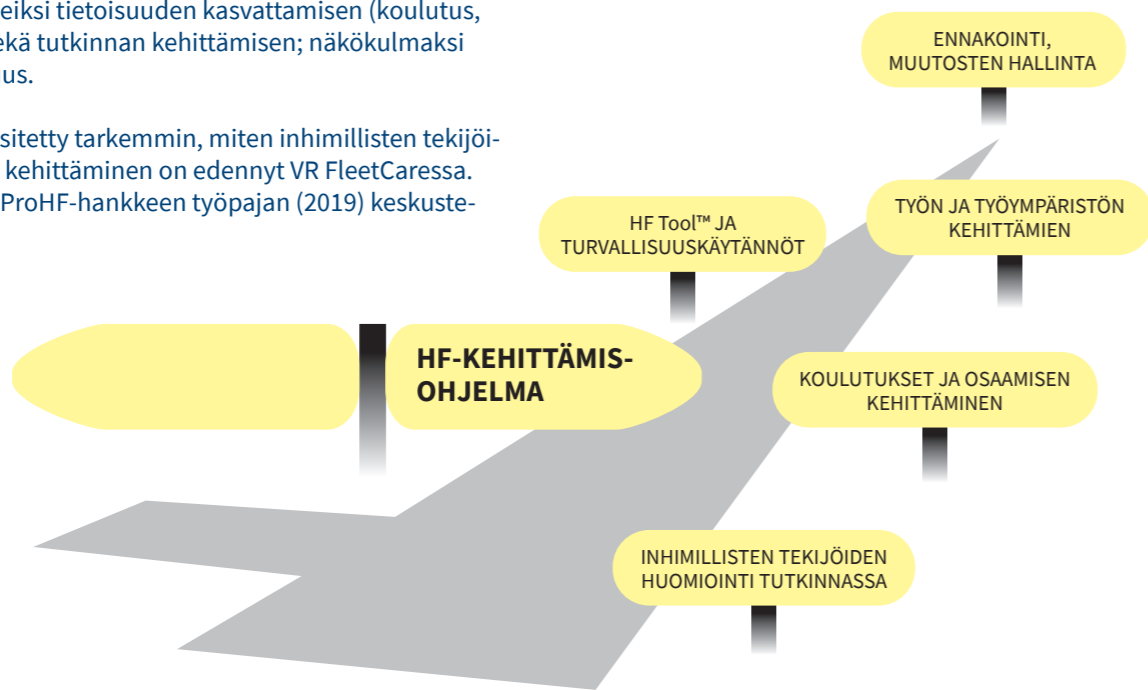 eiksi tietoisuuden kasvattamisen (koulutus,
ekä tutkinnan kehittämisen; näkökulmaksi
us.
sitetty tarkemmin, miten inhimillisten tekijöi-
kehittäminen on edennyt VR FleetCaressa.
ProHF-hankkeen työpajan (2019) keskuste-
ENNAKOINTI,
MUUTOSTEN HALLINTA
TYÖN JA TYÖYMPÄRISTÖN
KEHITTÄMIEN
HF Tool™ JA
TURVALLISUUSKÄYTÄNNÖT
HF-KEHITTÄMIS-
OHJELMA
KOULUTUKSET JA OSAAMISEN
KEHITTÄMINEN
INHIMILLISTEN TEKIJÖIDEN
HUOMIOINTI TUTKINNASSA